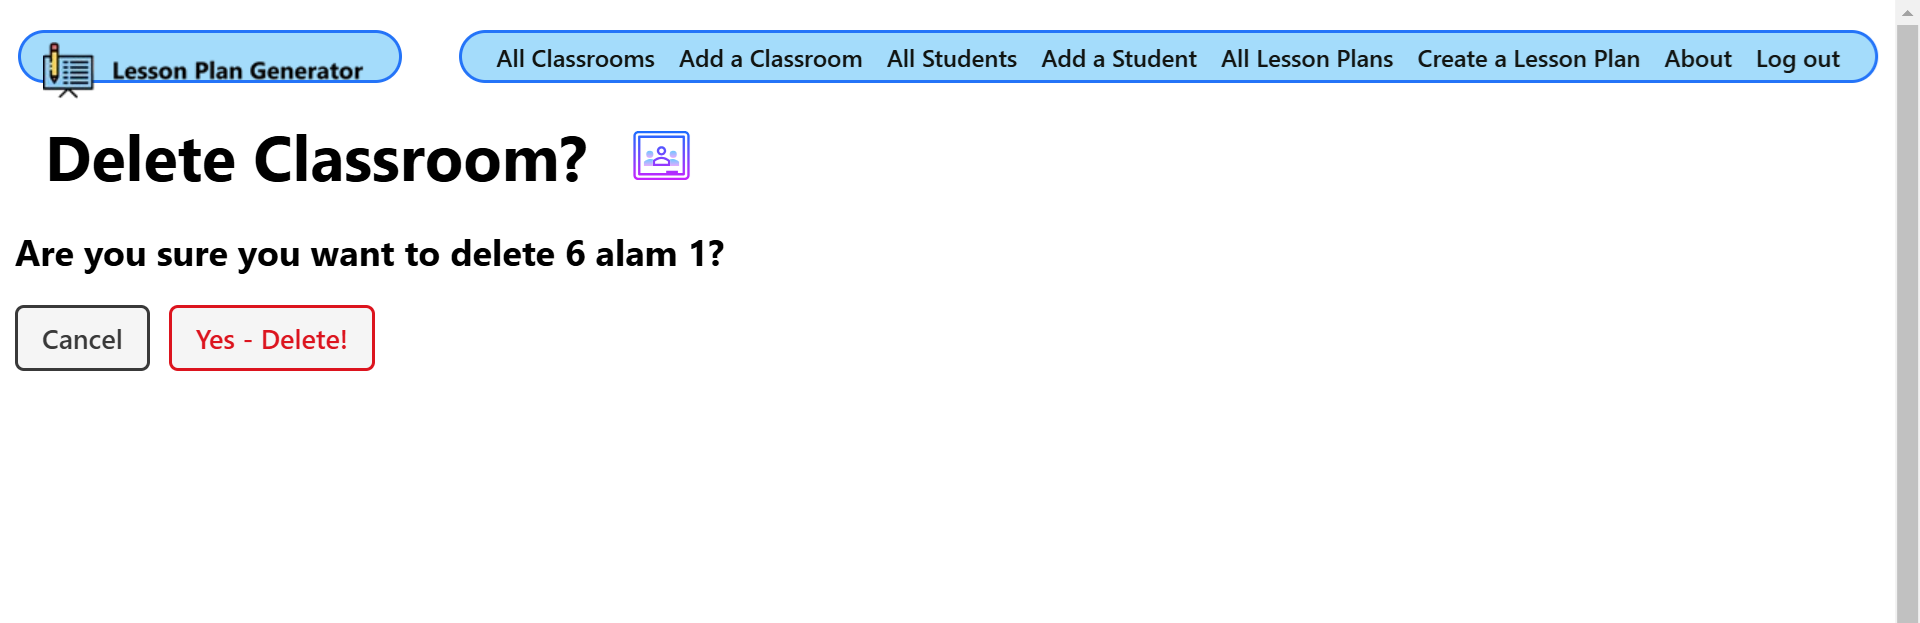 Lesson Plan Generator
All Classrooms Add a Classroom All Students Add a Student All Lesson Plans Create a Lesson Plan About Log out
Delete Classroom?
Are you sure you want to delete 6 alam 1?
Cancel Yes - Delete!